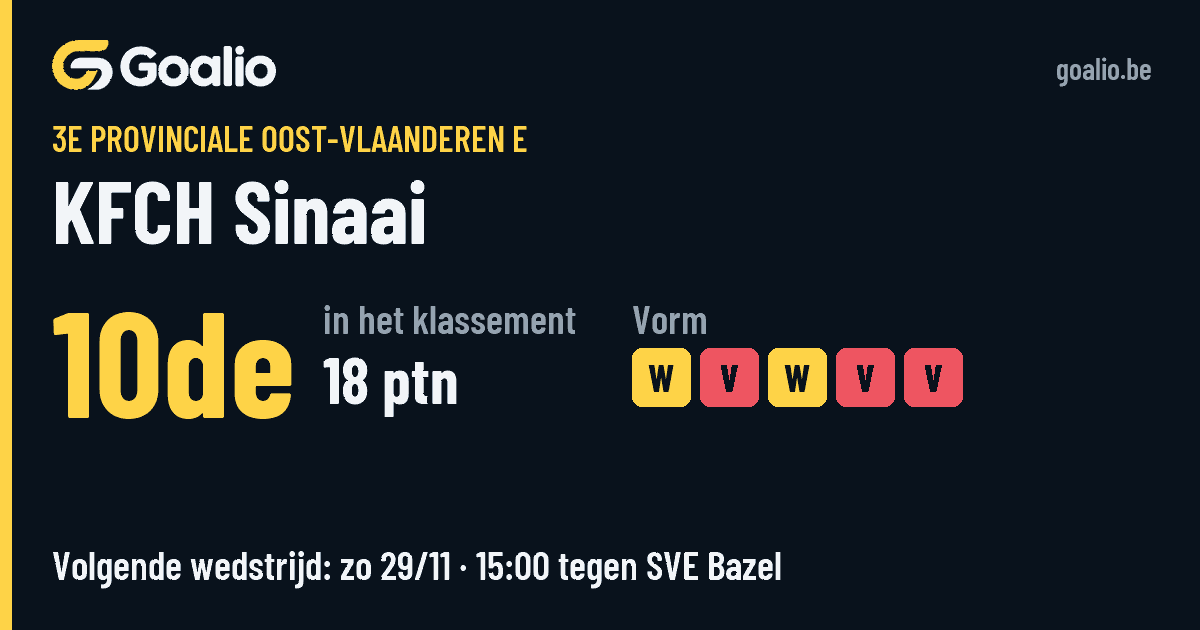 Goalio
goalio.be
3E PROVINCIALE OOST-VLAANDEREN E
KFCH Sinaai
10de
in het klassement
18 ptn
Vorm
W V W V V
Volgende wedstrijd: zo 29/11 · 15:00 tegen SVE Bazel